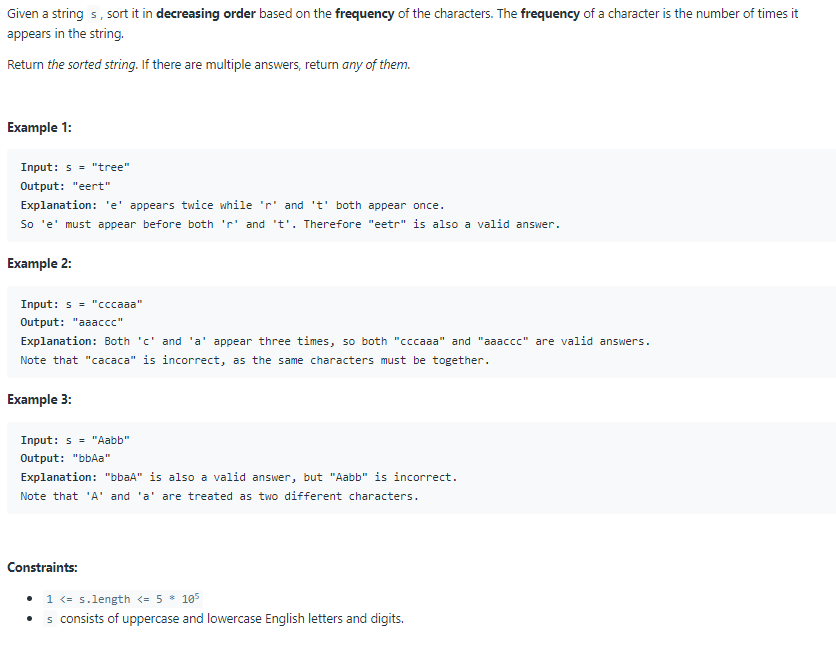 Given a string s, sort it in decreasing order based on the frequency of the characters. The frequency of a character is the number of times it
appears in the string.
Return the sorted string. If there are multiple answers, return any of them.
Example 1:
Input: s = "tree"
Output: "eert"
Explanation: 'e' appears twice while 'r' and 't' both appear once.
So 'e' must appear before both 'r' and 't'. Therefore "eetr" is also a valid answer.
Example 2:
Input: s = "cccaaa"
Output: "aaaccc"
Explanation: Both 'c' and 'a' appear three times, so both "cccaaa" and "aaaccc" are valid answers.
Note that "cacaca" is incorrect, as the same characters must be together.
Example 3:
Input: s = "Aabb"
Output: "bbAa"
Explanation: "bbaA" is also a valid answer, but "Aabb" is incorrect.
Note that 'A' and 'a' are treated as two different characters.
Constraints:
• 1 <= s.length <= 5 * 10⁵
• s consists of uppercase and lowercase English letters and digits.